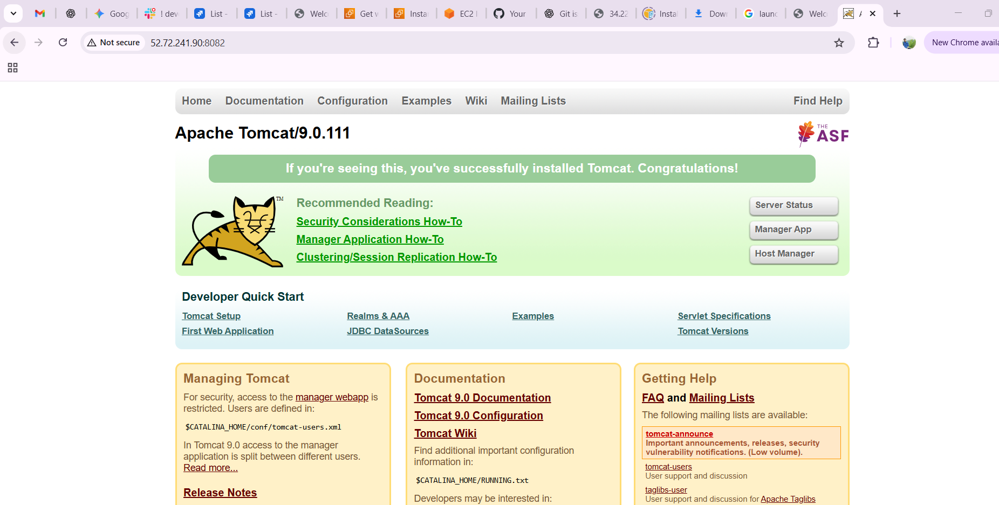 Goog
! dev
List -
List -
Welc
Get v
Instar
EC2
Your
Git is
34.22
Instal
Dow
launc
Welc
Not secure
52.72.241.90:8082
New Chrome availa
Home Documentation Configuration Examples Wiki Mailing Lists Find Help
Apache Tomcat/9.0.111
THE
ASF
If you're seeing this, you've successfully installed Tomcat. Congratulations!
TM
Recommended Reading:
Security Considerations How-To
Manager Application How-To
Clustering/Session Replication How-To
Server Status
Manager App
Host Manager
Developer Quick Start
Tomcat Setup
First Web Application
Realms & AAA
JDBC DataSources
Examples
Servlet Specifications
Tomcat Versions
Managing Tomcat
For security, access to the manager webapp is
restricted. Users are defined in:
$CATALINA_HOME/conf/tomcat-users.xml
In Tomcat 9.0 access to the manager
application is split between different users.
Read more...
Release Notes
Documentation
Tomcat 9.0 Documentation
Tomcat 9.0 Configuration
Tomcat Wiki
Find additional important configuration
information in:
$CATALINA_HOME/RUNNING.txt
Developers may be interested in:
Getting Help
FAQ and Mailing Lists
The following mailing lists are available:
tomcat-announce
Important announcements, releases, security
vulnerability notifications. (Low volume).
tomcat-users
User support and discussion
taglibs-user
User support and discussion for Apache Taglibs